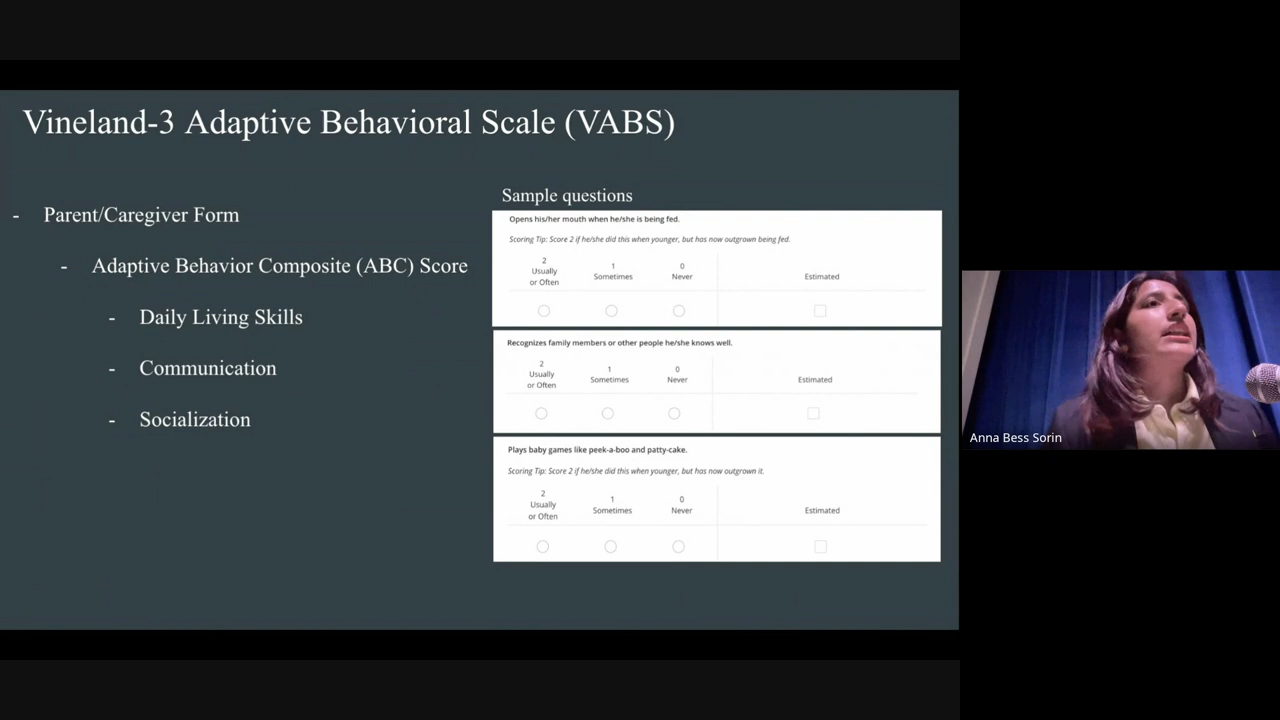 Vineland-3 Adaptive Behavioral Scale (VABS)
- Parent/Caregiver Form
- Adaptive Behavior Composite (ABC) Score
- Daily Living Skills
- Communication
- Socialization
Sample questions
Opens his/her mouth when he/she is being fed.
Scoring Tip: Score 2 if he/she did this when younger, but has now outgrown being fed.
2
Usually
or Often
1
Sometimes
0
Never
Estimated
Recognizes family members or other people he/she knows well.
2
Usually
or Often
1
Sometimes
0
Never
Estimated
Plays baby games like peek-a-boo and patty-cake.
Scoring Tip: Score 2 if he/she did this when younger, but has now outgrown it.
2
Usually
or Often
1
Sometimes
0
Never
Estimated
Anna Bess Sorin